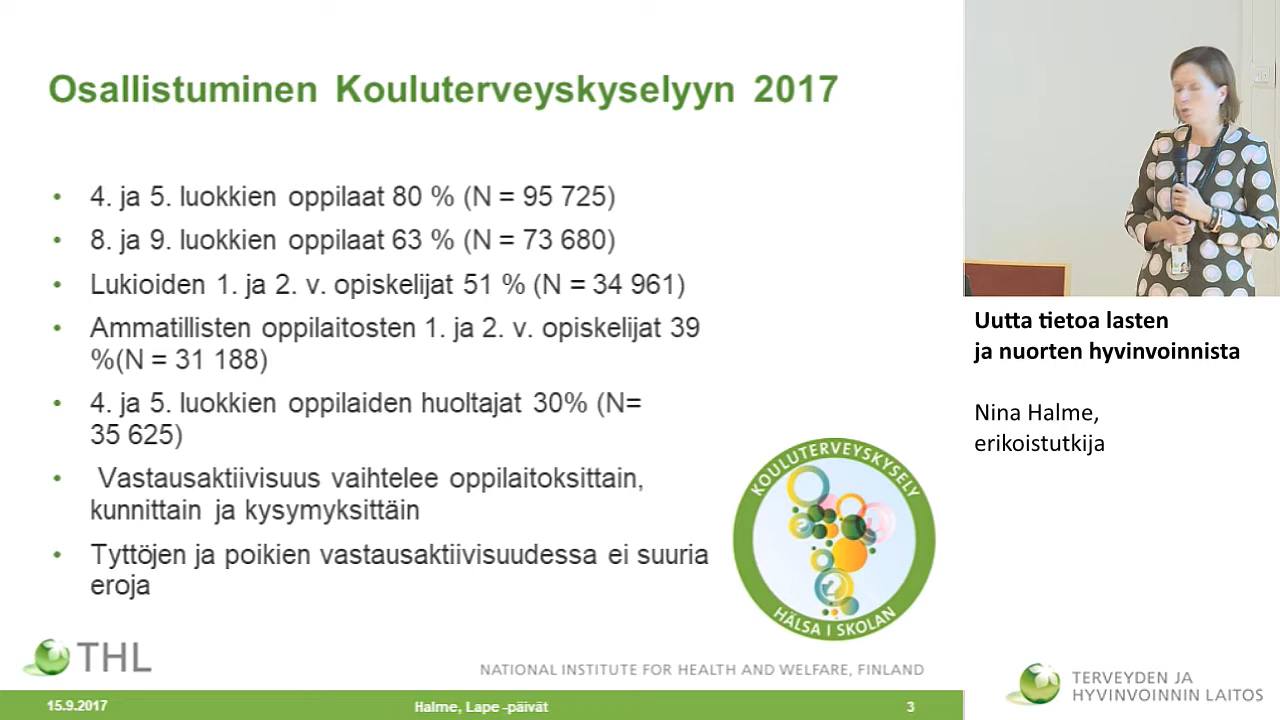 Osallistuminen Kouluterveyskyselyyn 2017
• 4. ja 5. luokkien oppilaat 80 % (N = 95 725)
• 8. ja 9. luokkien oppilaat 63 % (N = 73 680)
• Lukioiden 1. ja 2. v. opiskelijat 51 % (N = 34 961)
• Ammatillisten oppilaitosten 1. ja 2. v. opiskelijat 39
%(N = 31 188)
• 4. ja 5. luokkien oppilaiden huoltajat 30% (N=
35 625)
• Vastausaktiivisuus vaihtelee oppilaitoksittain,
kunnittain ja kysymyksittäin
• Tyttöjen ja poikien vastausaktiivisuudessa ei suuria
eroja
KOULUTERVEYSKYSELY
HÄLSA I SKOLAN
THL
NATIONAL INSTITUTE FOR HEALTH AND WELFARE, FINLAND
15.9.2017
Halme, Lape -päivät
3
Uutta tietoa lasten
ja nuorten hyvinvoinnista
Nina Halme,
erikoistutkija
TERVEYDEN JA
HYVINVOINNIN LAITOS